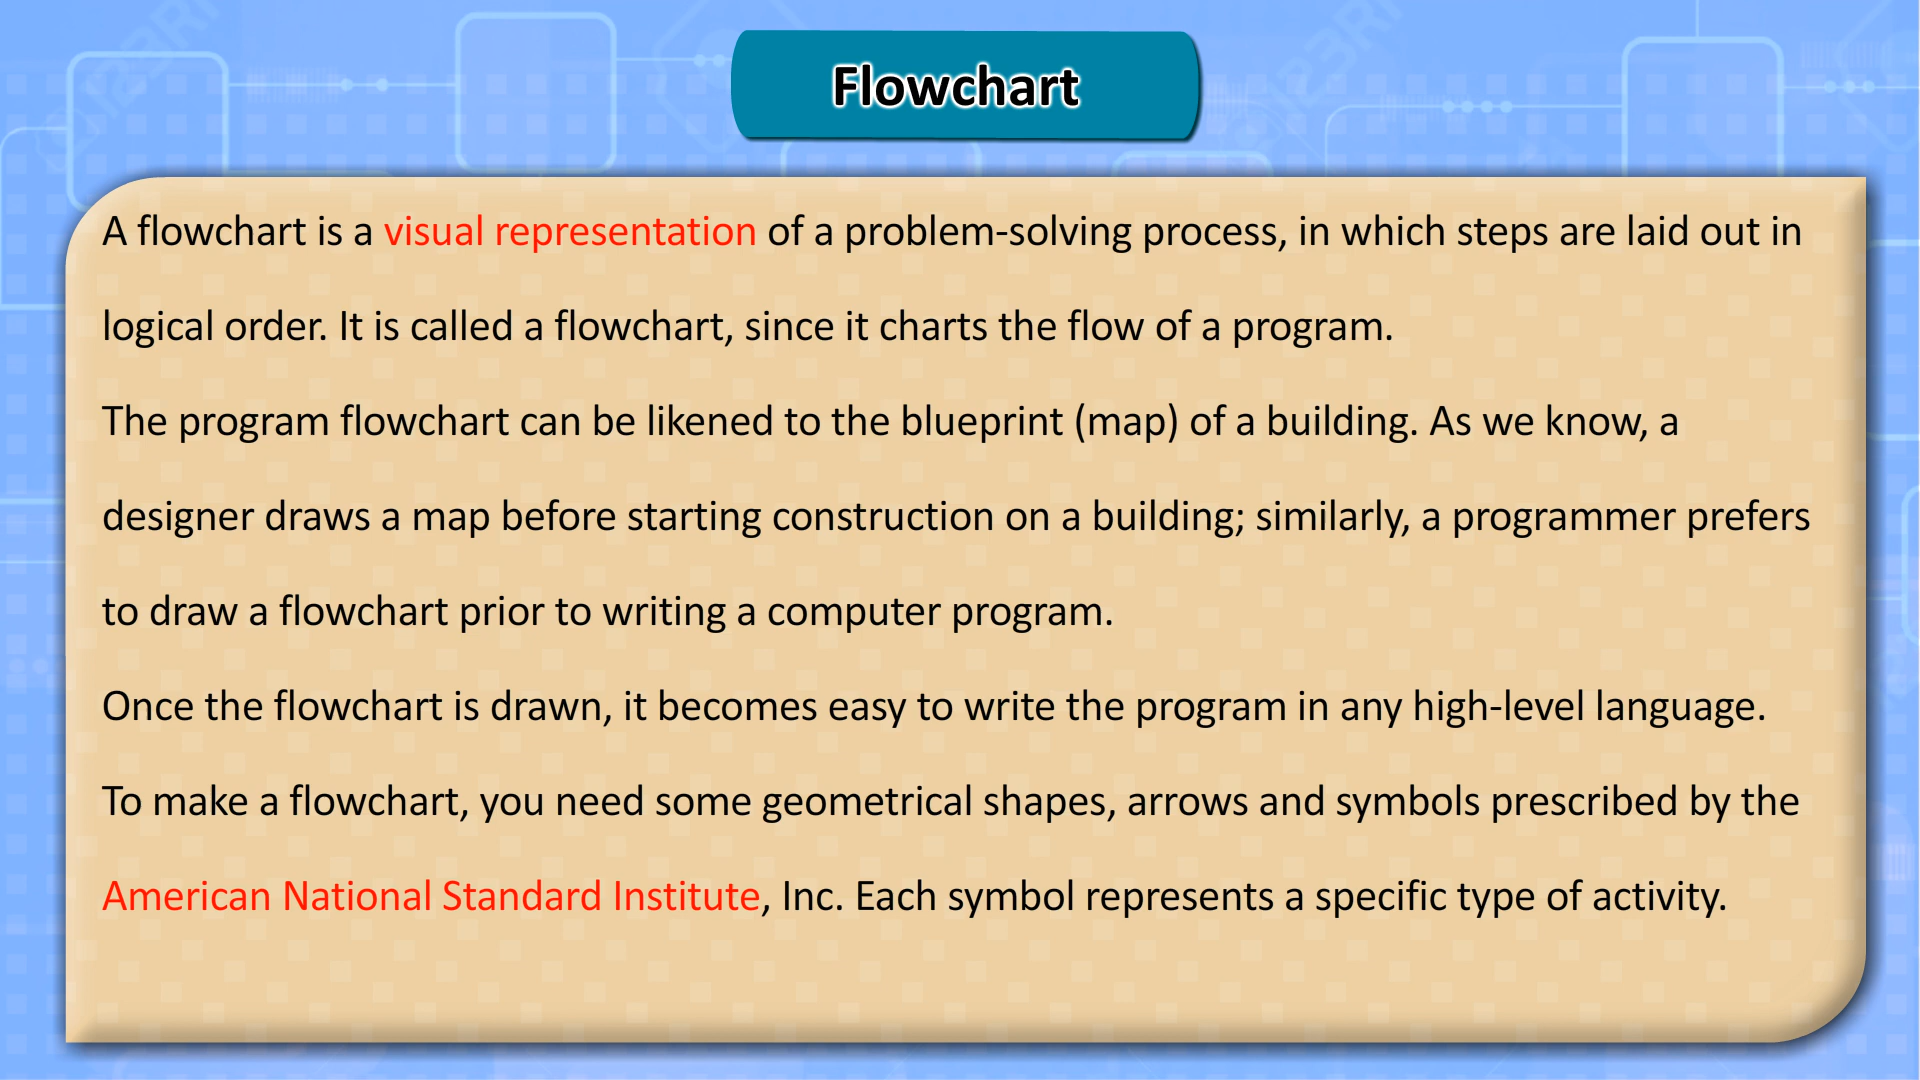 Flowchart
A flowchart is a visual representation of a problem-solving process, in which steps are laid out in
logical order. It is called a flowchart, since it charts the flow of a program.
The program flowchart can be likened to the blueprint (map) of a building. As we know, a
designer draws a map before starting construction on a building; similarly, a programmer prefers
to draw a flowchart prior to writing a computer program.
Once the flowchart is drawn, it becomes easy to write the program in any high-level language.
To make a flowchart, you need some geometrical shapes, arrows and symbols prescribed by the
American National Standard Institute, Inc. Each symbol represents a specific type of activity.